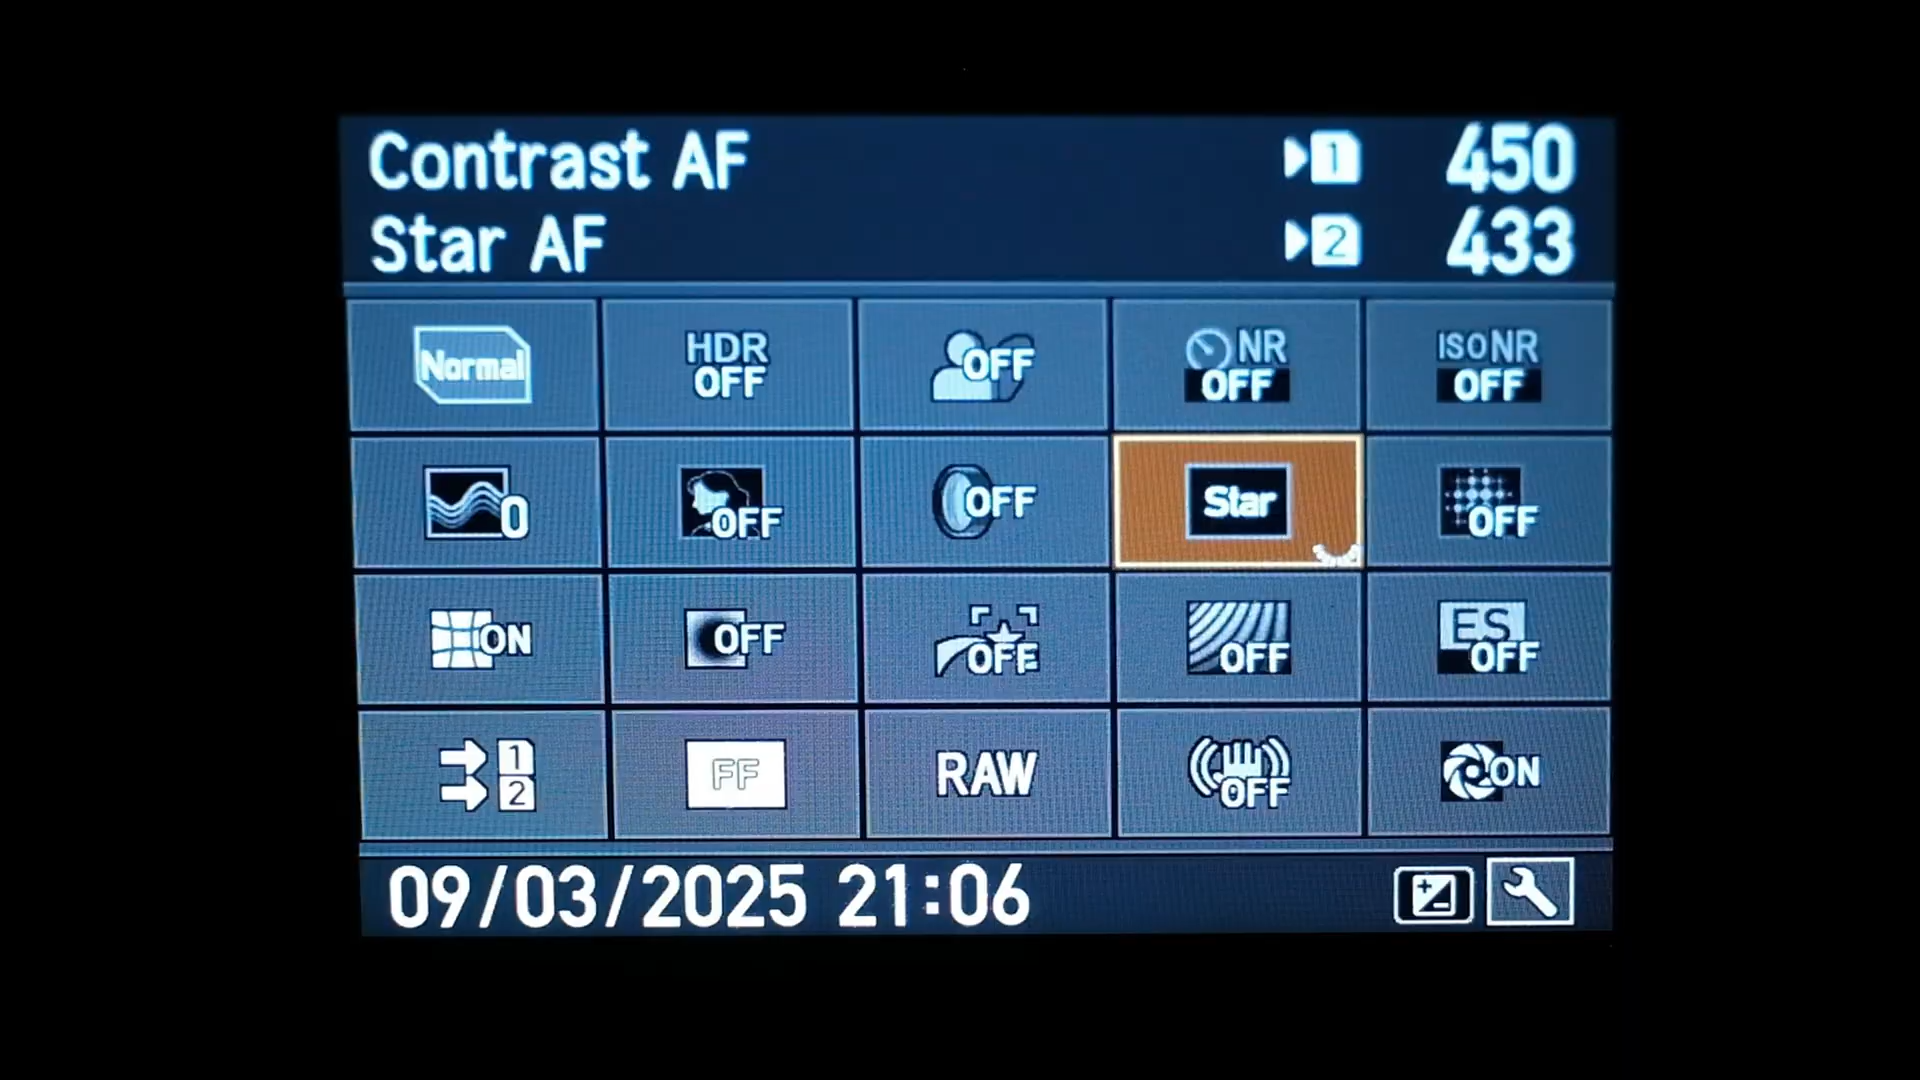 Contrast AF 1 450
Star AF 2 433
Normal HDR OFF OFF NR OFF ISO NR OFF
0 OFF OFF Star OFF
ON OFF OFF OFF ES OFF
1 2 FF RAW OFF ON
09/03/2025 21:06